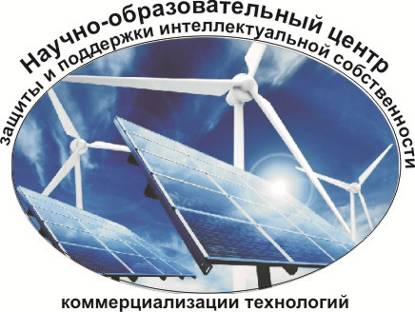 Научно-образовательный центр
защиты и поддержки интеллектуальной собственности
коммерциализации технологий